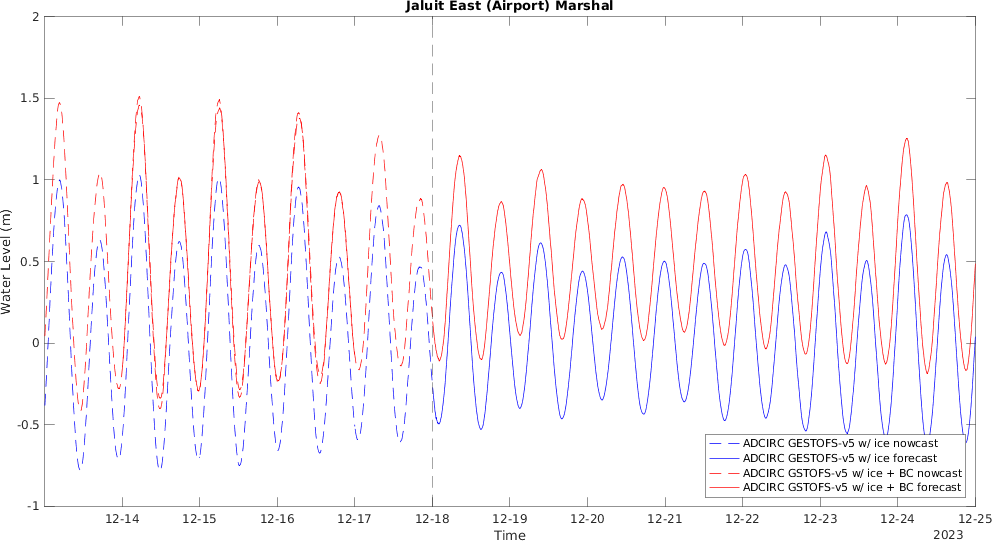 Jaluit East (Airport) Marshal
2
1.5
1
0.5
0
-0.5
-1
Water Level (m)
12-14
12-15
12-16
12-17
12-18
12-19
12-20
12-21
12-22
12-23
12-24
12-25
Time
2023
ADCIRC GESTOFS-v5 w/ ice nowcast
ADCIRC GESTOFS-v5 w/ ice forecast
ADCIRC GSTOFS-v5 w/ ice + BC nowcast
ADCIRC GSTOFS-v5 w/ ice + BC forecast